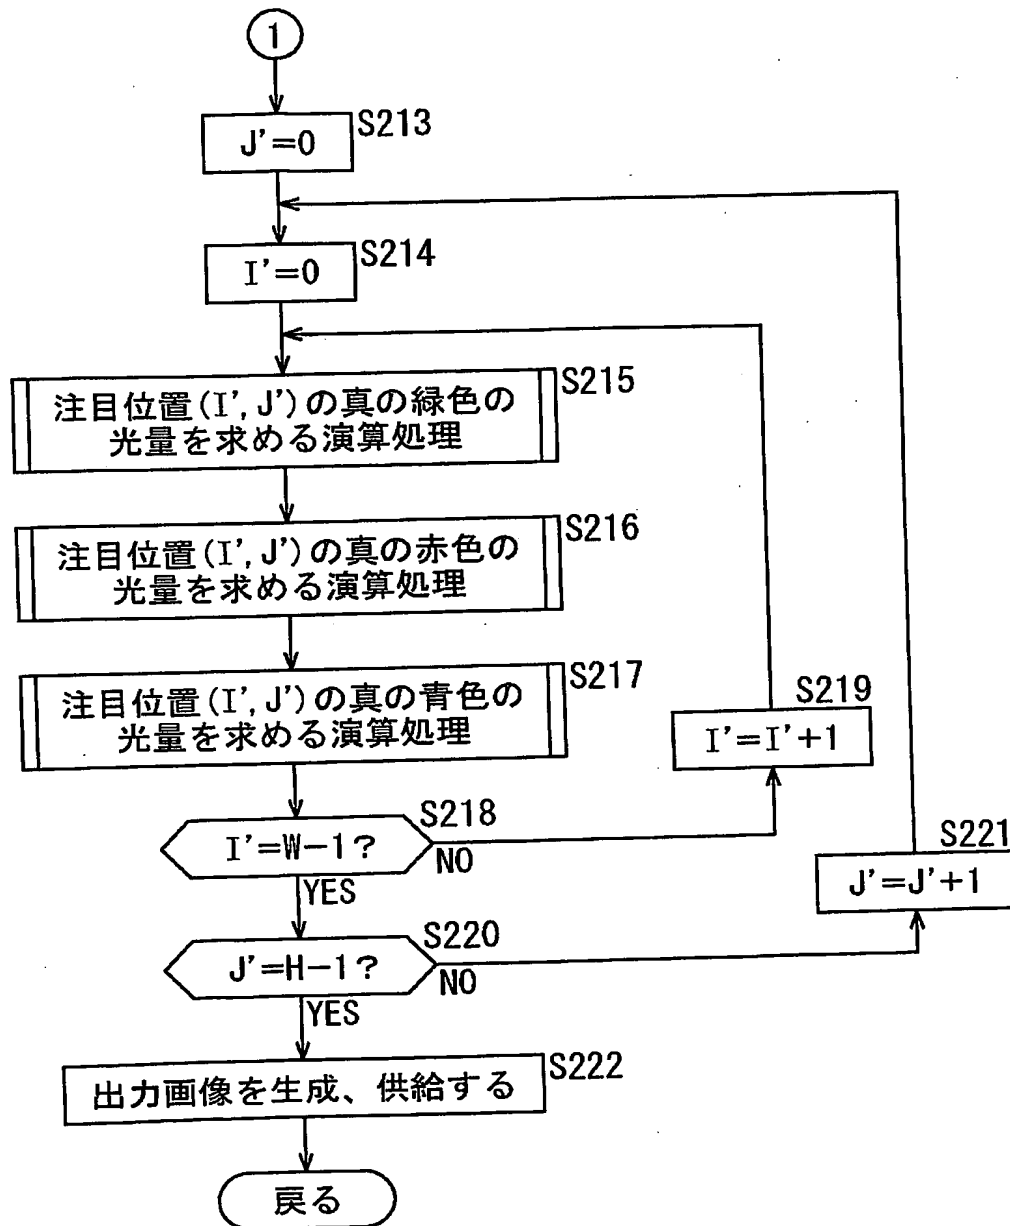 1
S213
J'=0
S214
I'=0
S215
注目位置(I', J')の真の緑色の
光量を求める演算処理
S216
注目位置(I', J')の真の赤色の
光量を求める演算処理
S217
注目位置(I', J')の真の青色の
光量を求める演算処理
S219
I'=I'+1
S218
I'=W-1?
NO
YES
S221
J'=J'+1
S220
J'=H-1?
NO
YES
S222
出力画像を生成、供給する
戻る